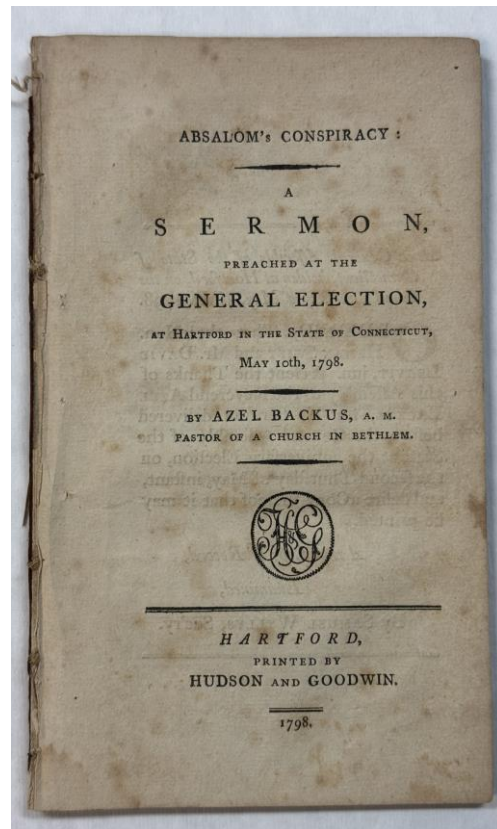 ABSALOM's CONSPIRACY :
A
SERMON,
PREACHED AT THE
GENERAL ELECTION,
AT HARTFORD IN THE STATE OF CONNECTICUT,
MAY 10th, 1798.
BY AZEL BACKUS, A. M.
PASTOR OF A CHURCH IN BETHLEM.
H&G
HARTFORD,
PRINTED BY
HUDSON AND GOODWIN.
1798.